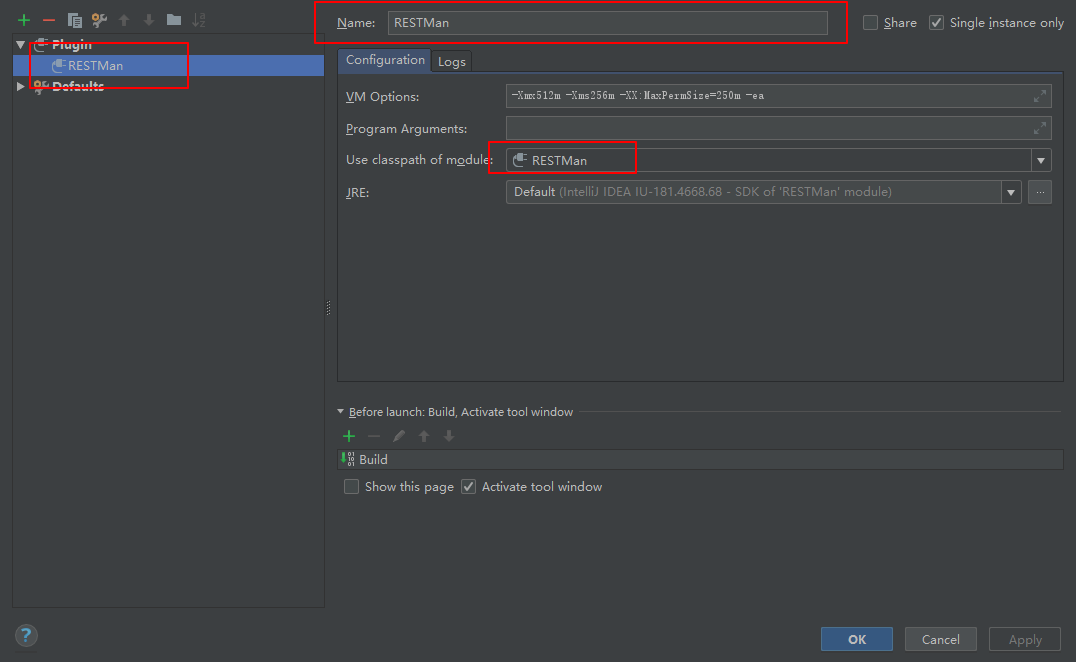 Name: RESTMan
Share
Single instance only
Plugin
RESTMan
Defaults
Configuration
Logs
VM Options: -Xmx512m -Xms256m -XX:MaxPermSize=250m -ea
Program Arguments:
Use classpath of module: RESTMan
JRE: Default (IntelliJ IDEA IU-181.4668.68 - SDK of 'RESTMan' module)
...
Before launch: Build, Activate tool window
Build
Show this page
Activate tool window
?
OK
Cancel
Apply